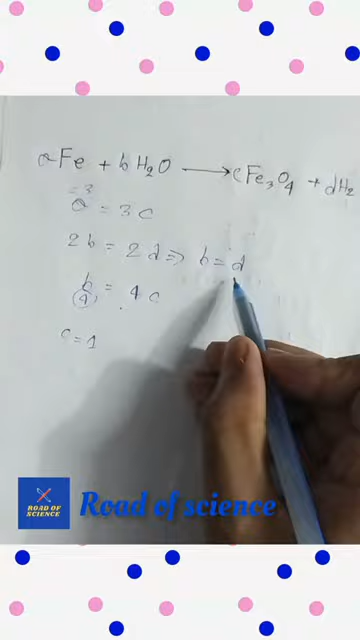 aFe + bH₂O → cFe₃O₄ + dH₂
=3
a = 3c
2b = 2d => b = d
b = 4c
4
c = 1
ROAD OF
SCIENCE
Road of science